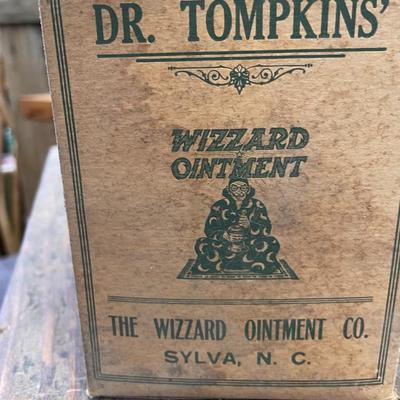 DR. TOMPKINS'
WIZZARD
OINTMENT
THE WIZZARD OINTMENT CO.
SYLVA, N. C.